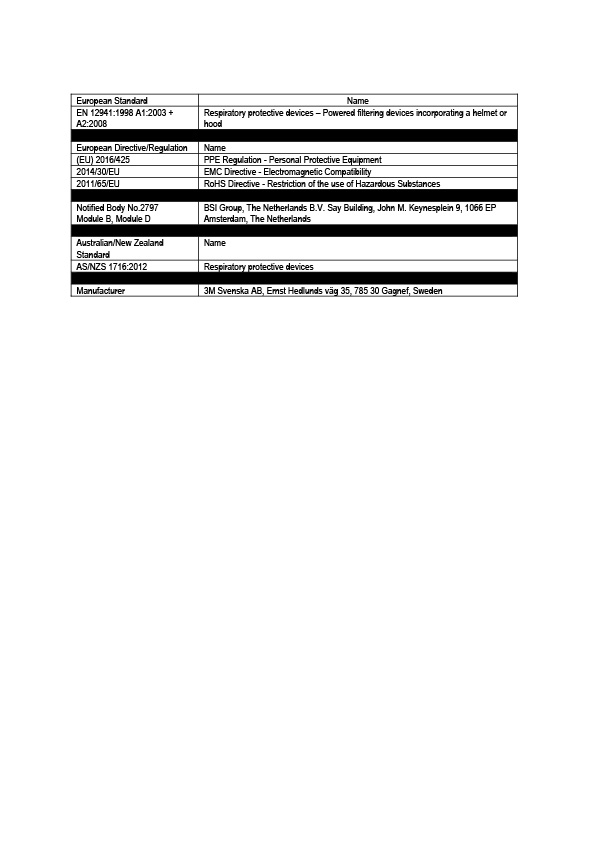 European Standard Name
EN 12941:1998 A1:2003 + Respiratory protective devices – Powered filtering devices incorporating a helmet or
A2:2008 hood
European Directive/Regulation Name
(EU) 2016/425 PPE Regulation - Personal Protective Equipment
2014/30/EU EMC Directive - Electromagnetic Compatibility
2011/65/EU RoHS Directive - Restriction of the use of Hazardous Substances
Notified Body No.2797 BSI Group, The Netherlands B.V. Say Building, John M. Keynesplein 9, 1066 EP
Module B, Module D Amsterdam, The Netherlands
Australian/New Zealand Name
Standard
AS/NZS 1716:2012 Respiratory protective devices
Manufacturer 3M Svenska AB, Ernst Hedlunds väg 35, 785 30 Gagnef, Sweden